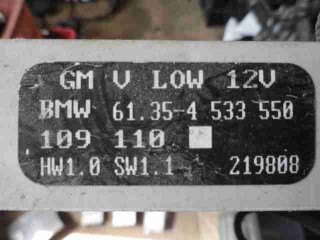 GM V LOW 12V
BMW 61.35-4 533 550
109 110
HW1.0 SW1.1 219808